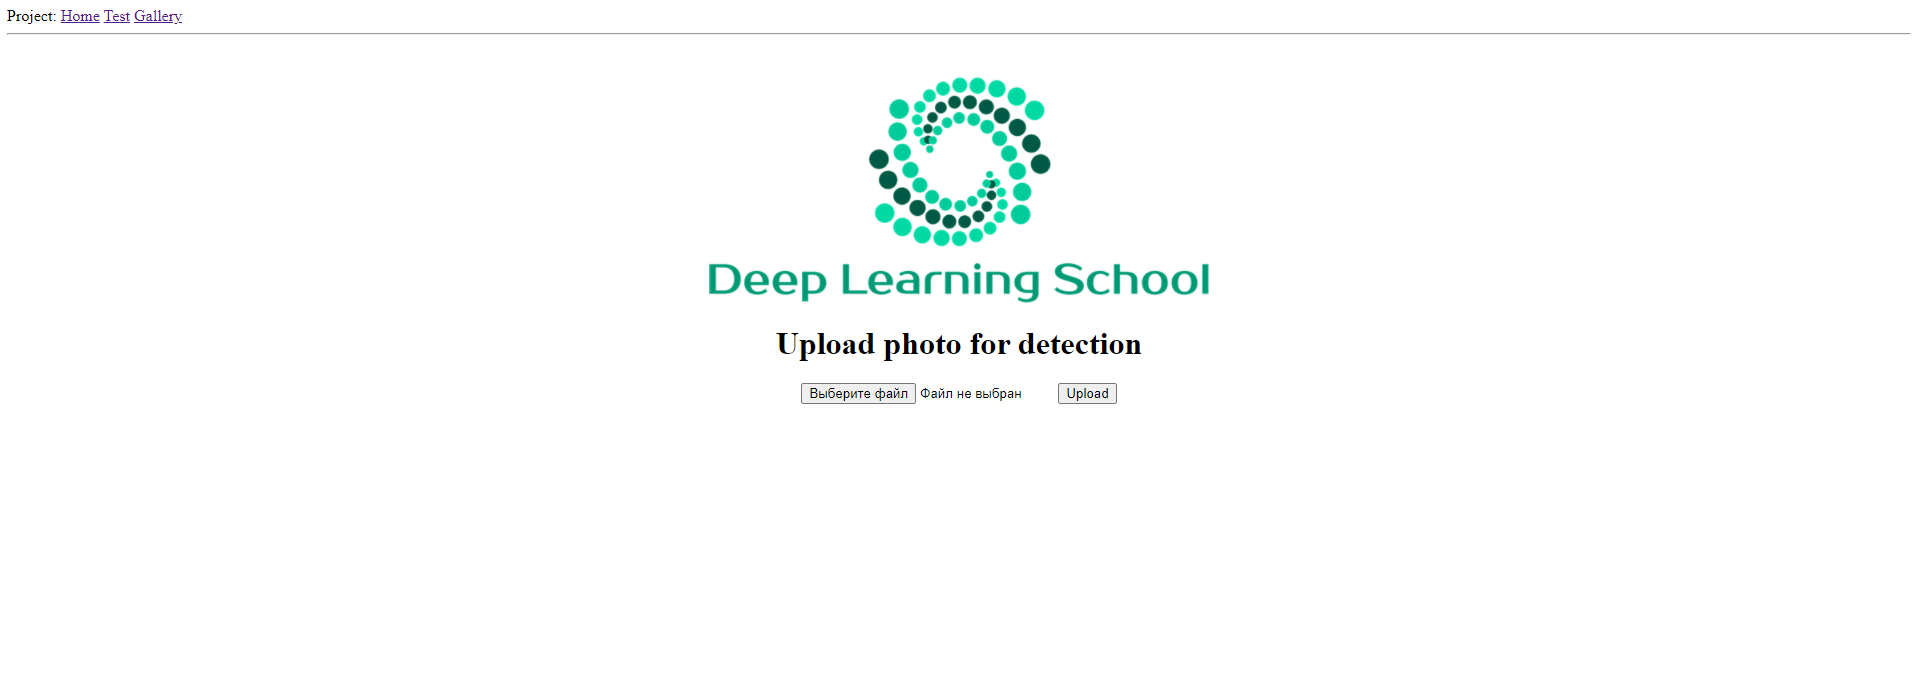 Project: Home Test Gallery
Deep Learning School
Upload photo for detection
Выберите файл Файл не выбран Upload